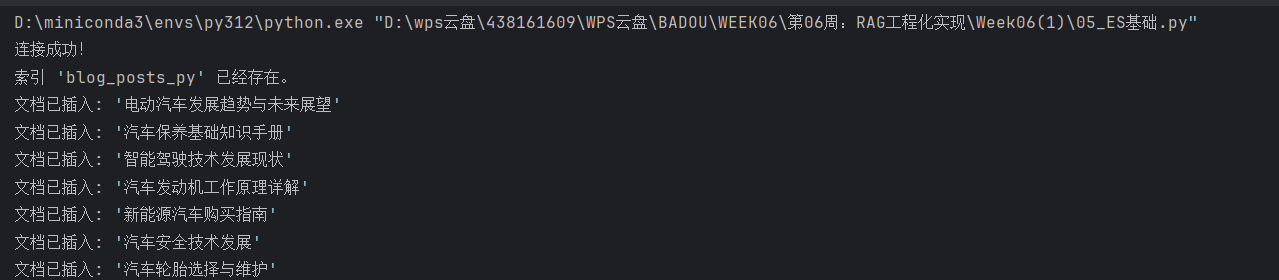 D:\miniconda3\envs\py312\python.exe "D:\wps云盘\438161609\WPS云盘\BADOU\WEEK06\第06周：RAG工程化实现\Week06(1)\05_ES基础.py"
连接成功!
索引 'blog_posts_py' 已经存在。
文档已插入: '电动汽车发展趋势与未来展望'
文档已插入: '汽车保养基础知识手册'
文档已插入: '智能驾驶技术发展现状'
文档已插入: '汽车发动机工作原理详解'
文档已插入: '新能源汽车购买指南'
文档已插入: '汽车安全技术发展'
文档已插入: '汽车轮胎选择与维护'